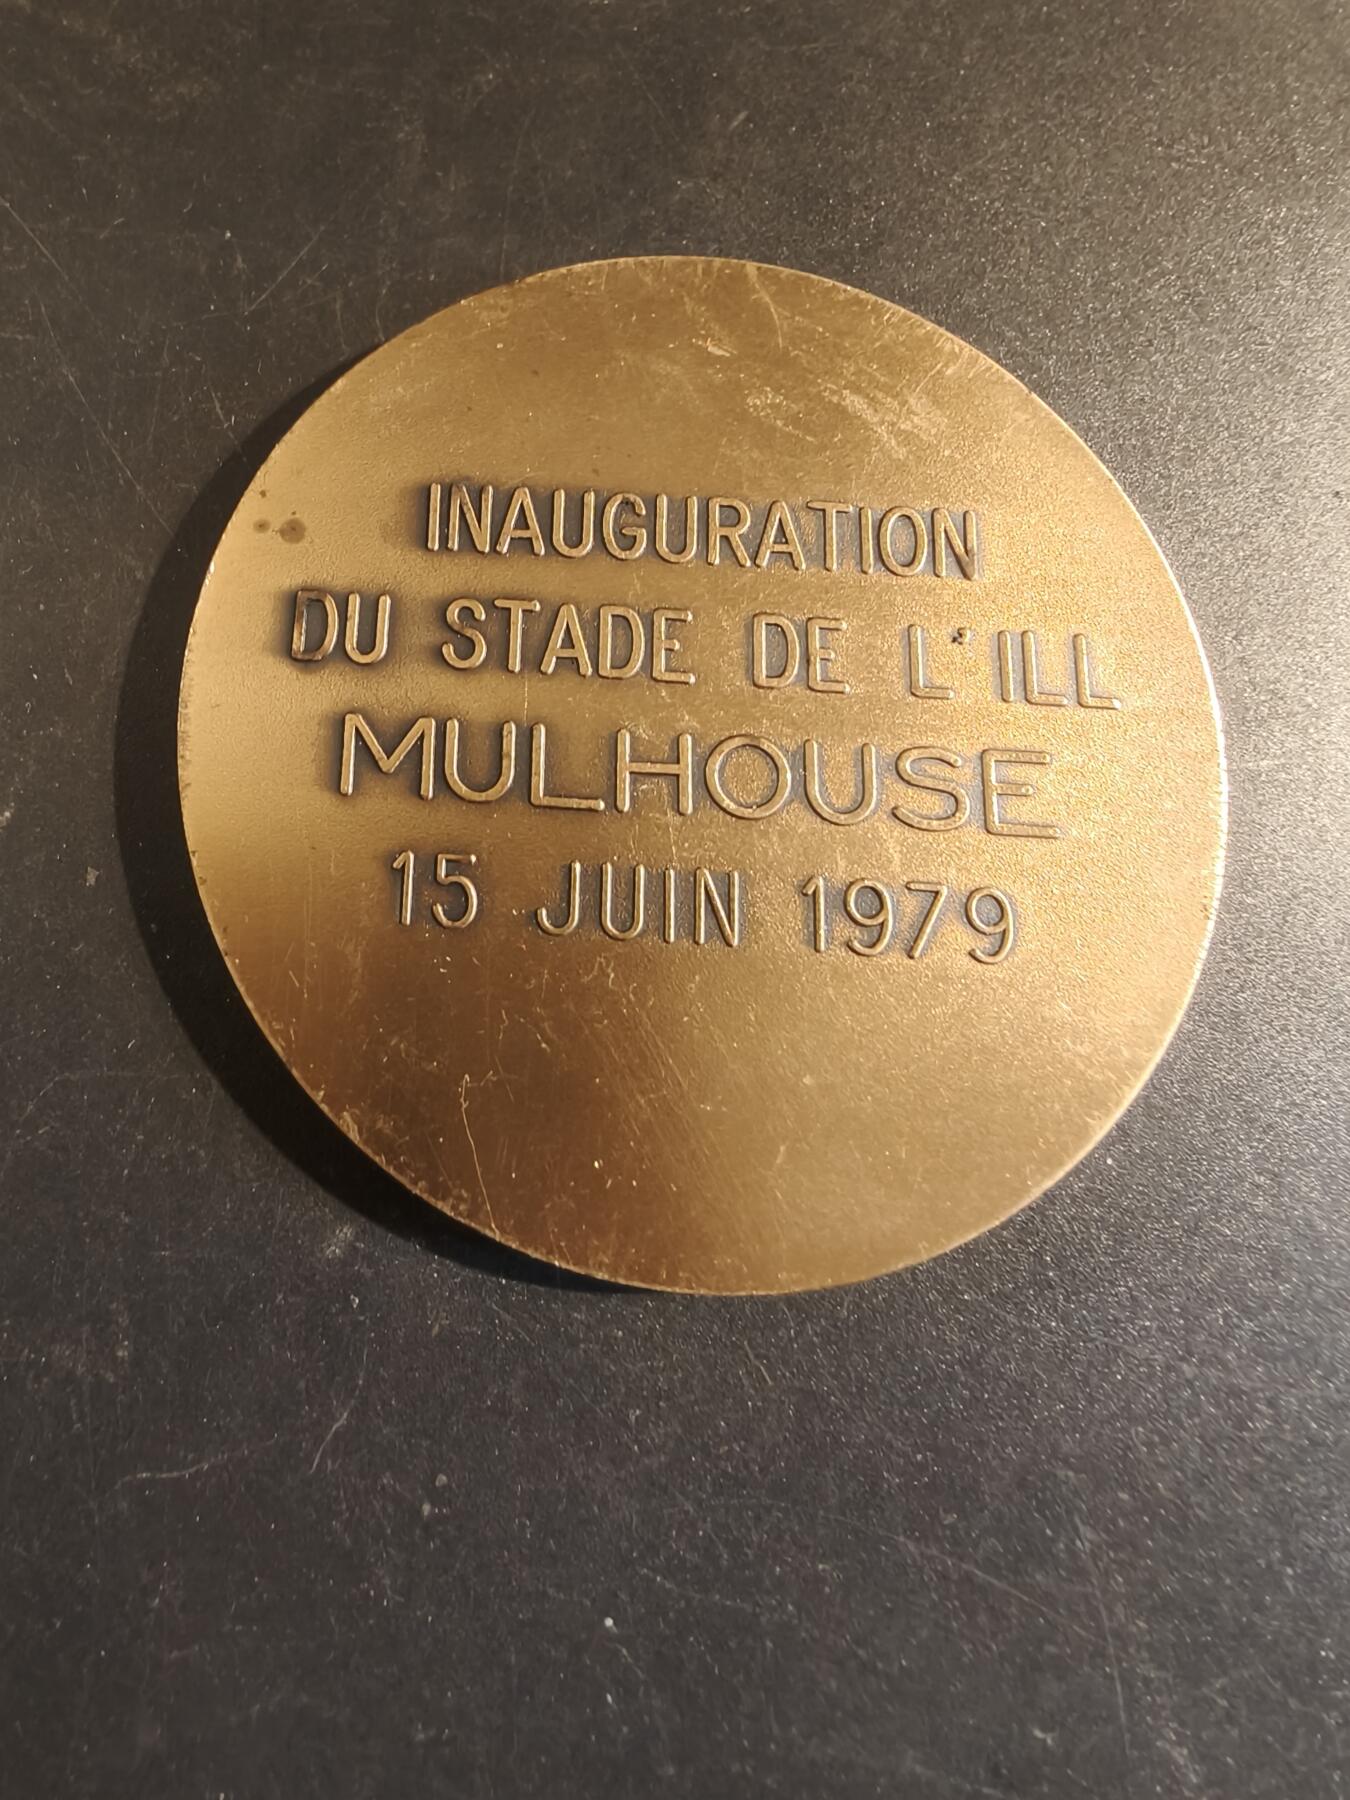 INAUGURATION
DU STADE DE L'ILL
MULHOUSE
15 JUIN 1979